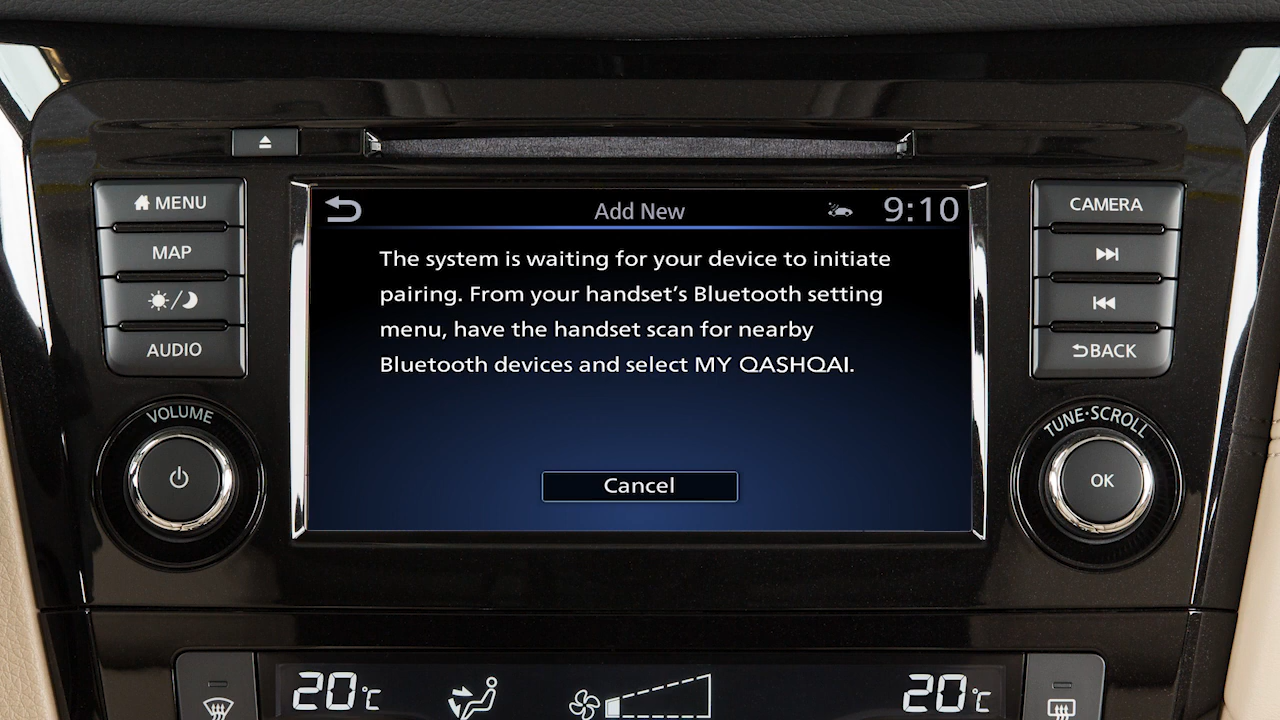 MENU
MAP
AUDIO
VOLUME
Add New
9:10
The system is waiting for your device to initiate
pairing. From your handset’s Bluetooth setting
menu, have the handset scan for nearby
Bluetooth devices and select MY QASHQAI.
Cancel
CAMERA
BACK
TUNE·SCROLL
OK
20°C
20°C